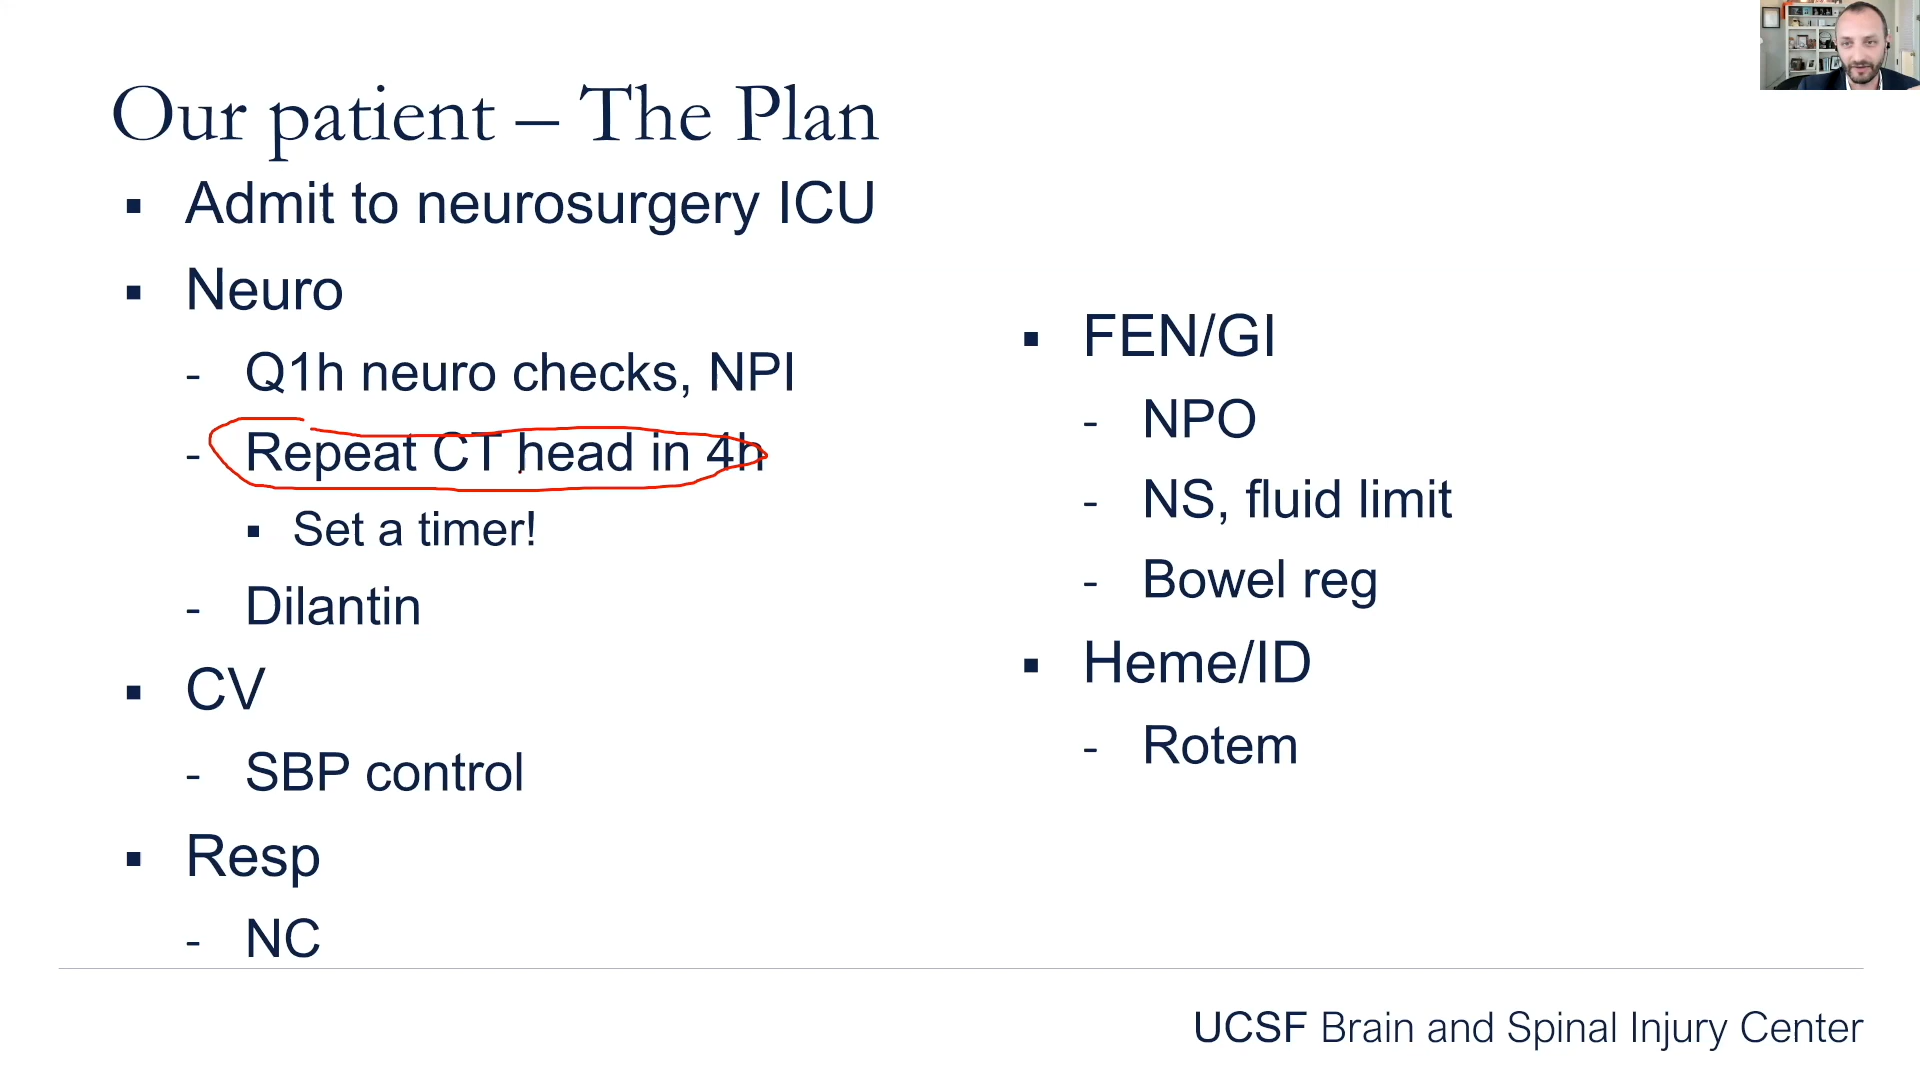 Our patient – The Plan
▪ Admit to neurosurgery ICU
▪ Neuro
- Q1h neuro checks, NPI
- Repeat CT head in 4h
▪ Set a timer!
- Dilantin
▪ CV
- SBP control
▪ Resp
- NC
▪ FEN/GI
- NPO
- NS, fluid limit
- Bowel reg
▪ Heme/ID
- Rotem
UCSF Brain and Spinal Injury Center